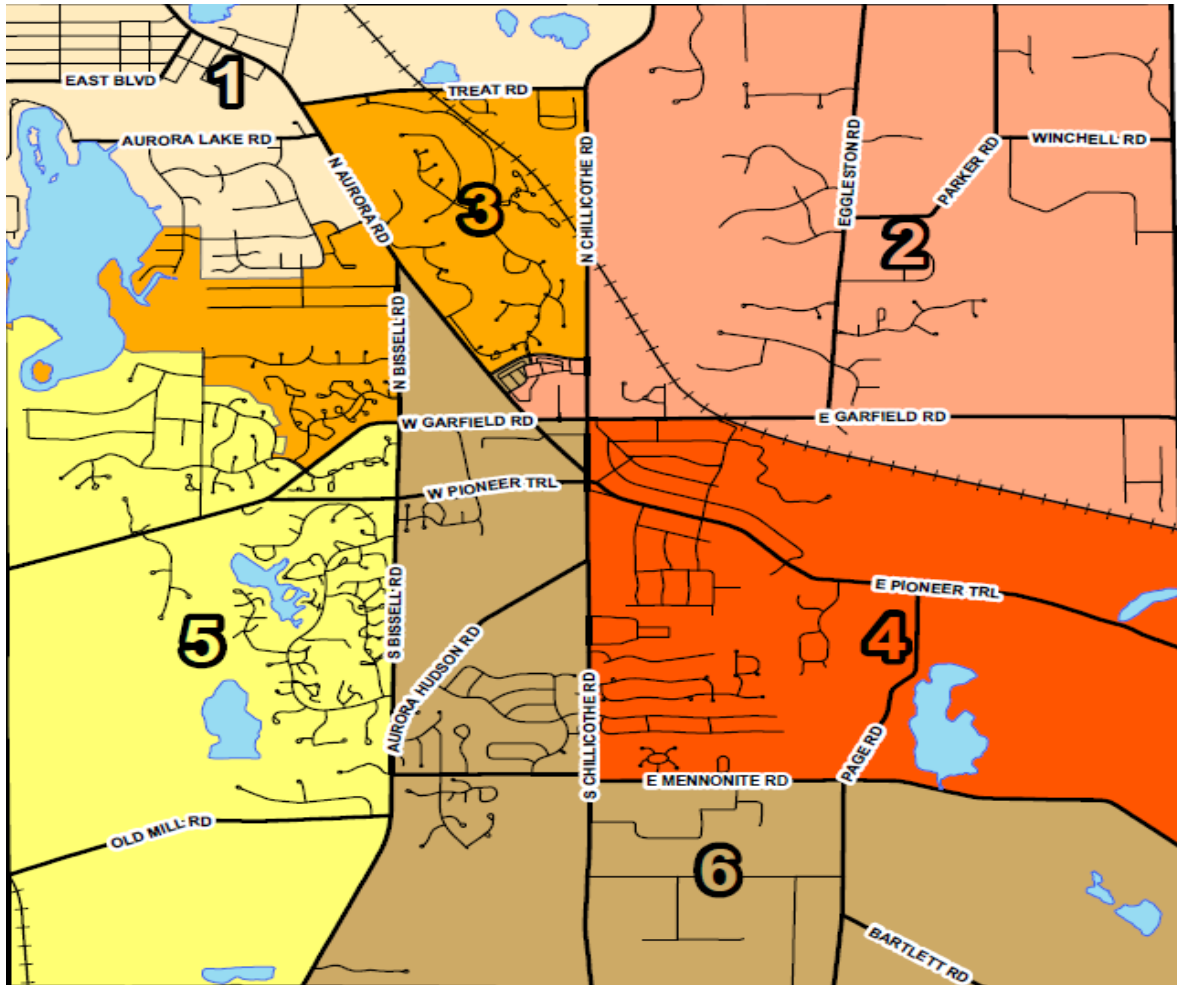 1
EAST BLVD
TREAT RD
AURORA LAKE RD
WINCHELL RD
N AURORA RD
3
N CHILLICOTHE RD
EGGLESTON RD
PARKER RD
2
N BISSELL RD
W GARFIELD RD
E GARFIELD RD
W PIONEER TRL
E PIONEER TRL
S BISSELL RD
5
4
AURORA HUDSON RD
S CHILLICOTHE RD
PAGE RD
E MENNONITE RD
OLD MILL RD
6
BARTLETT RD